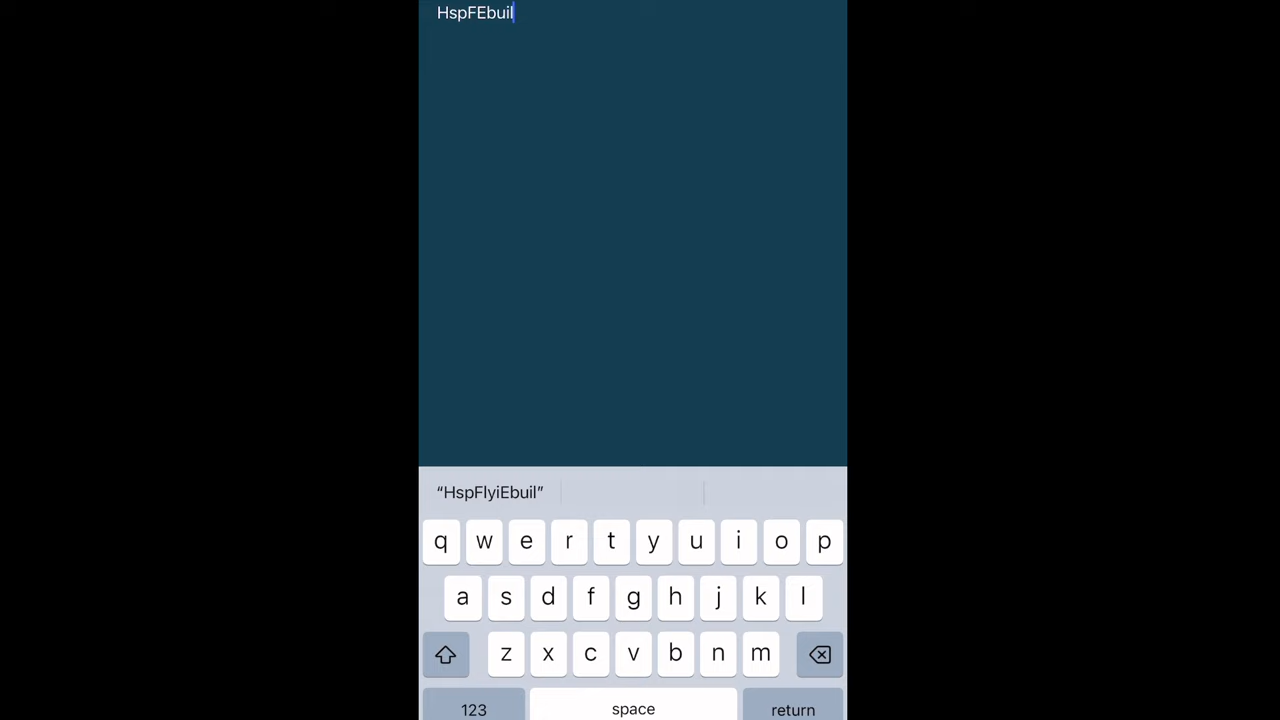 HspFEbuil
“HspFlyiEbuil”
q w e r t y u i o p
a s d f g h j k l
z x c v b n m
123 space return